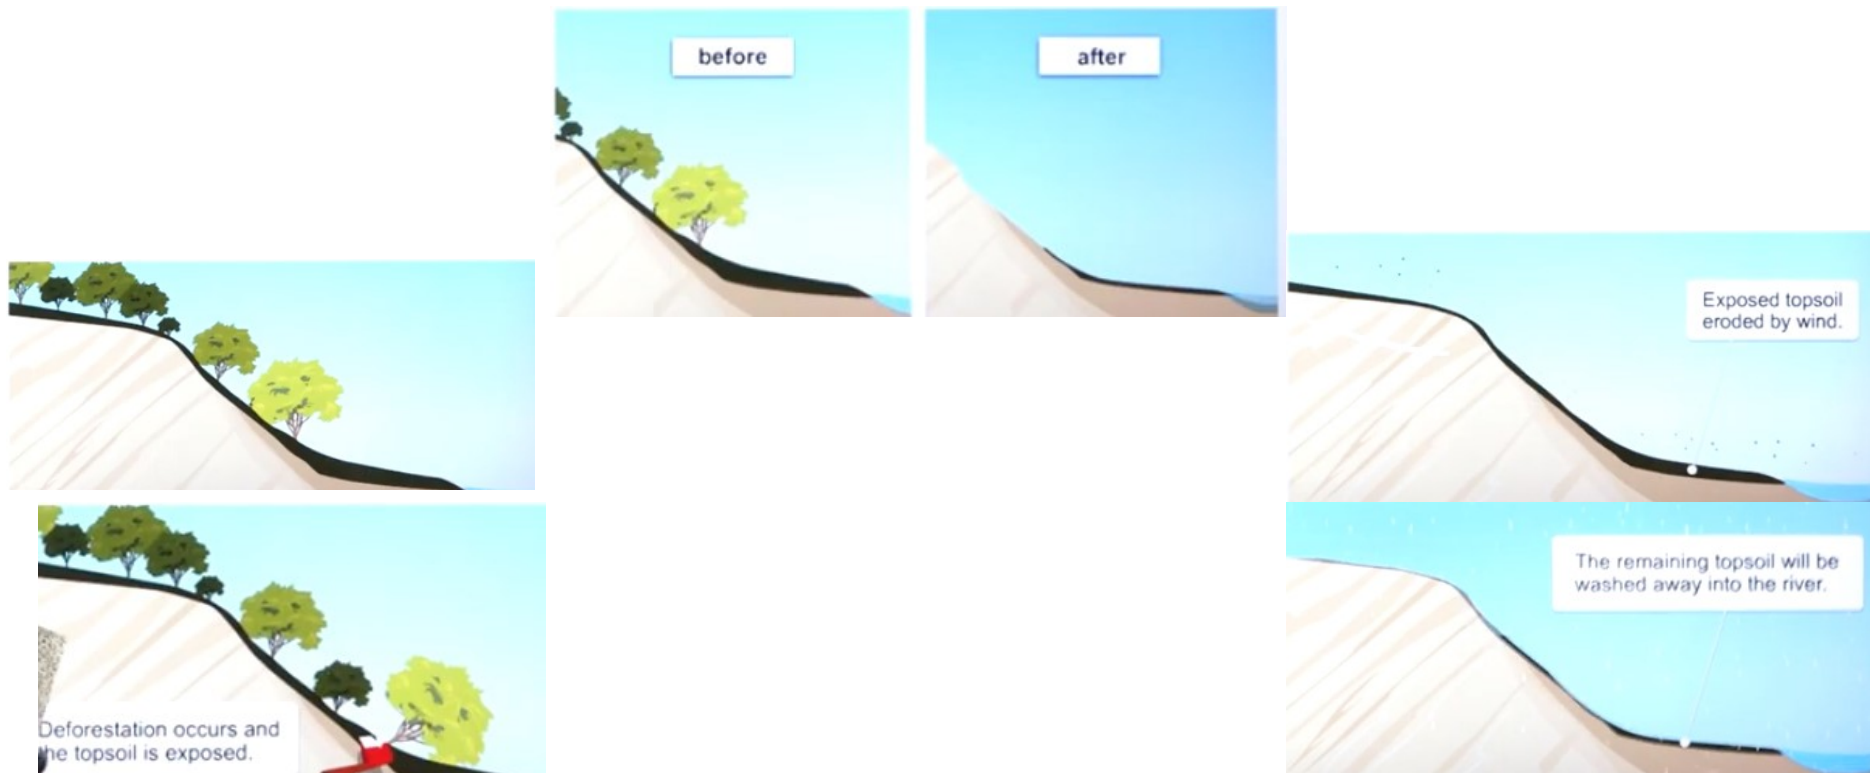 before
after
Exposed topsoil
eroded by wind.
Deforestation occurs and
the topsoil is exposed.
The remaining topsoil will be
washed away into the river.